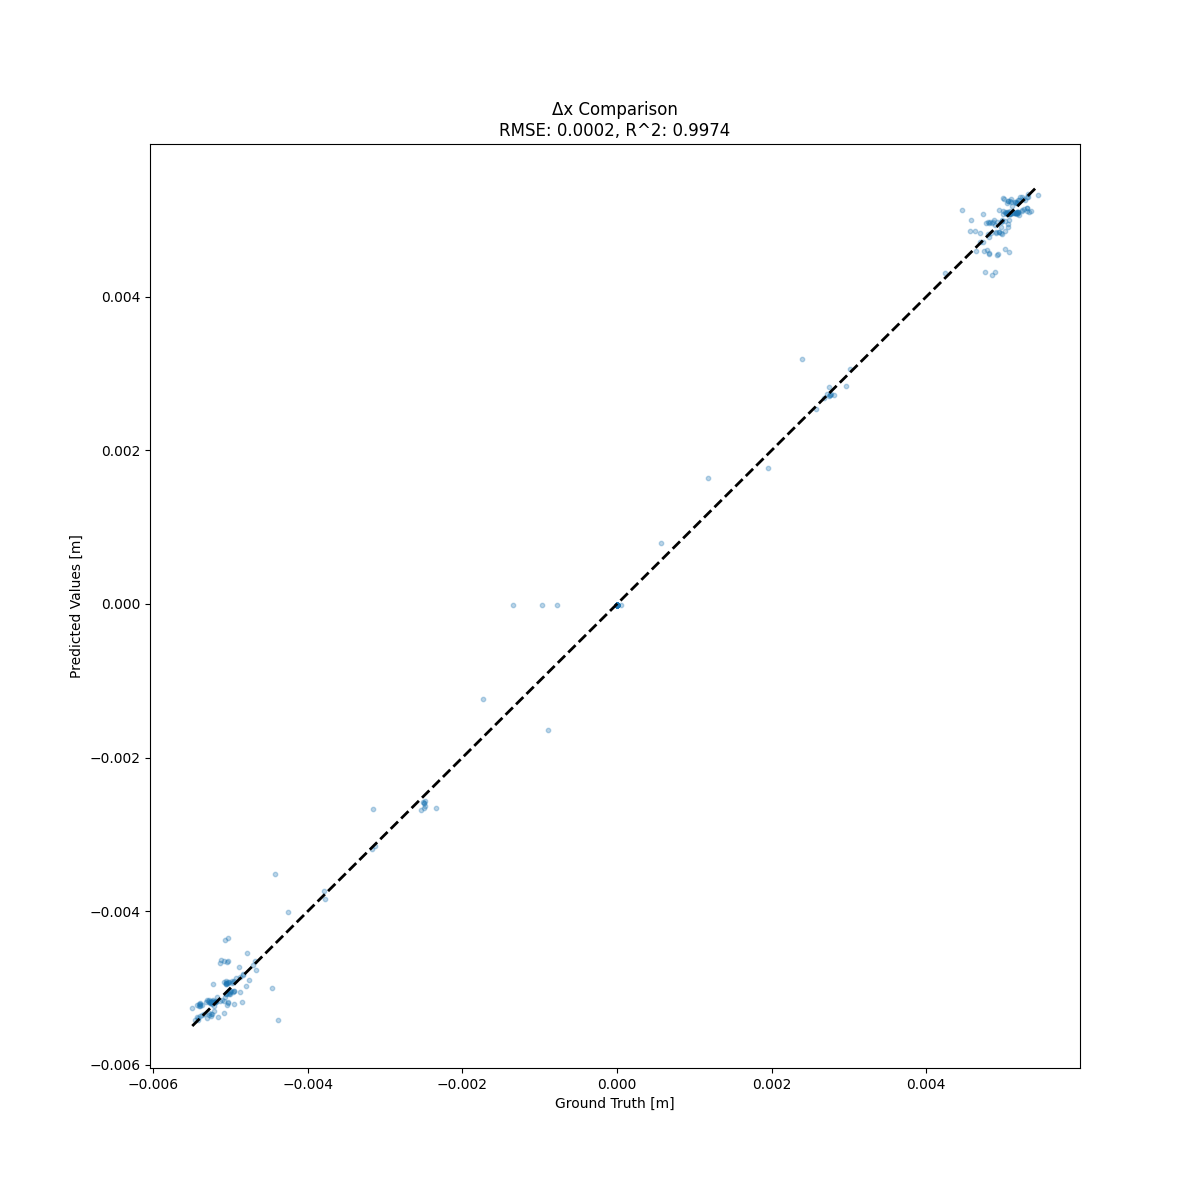 Δx Comparison
RMSE: 0.0002, R^2: 0.9974
Predicted Values [m]
0.004
0.002
0.000
−0.002
−0.004
−0.006
−0.006 −0.004 −0.002 0.000 0.002 0.004
Ground Truth [m]